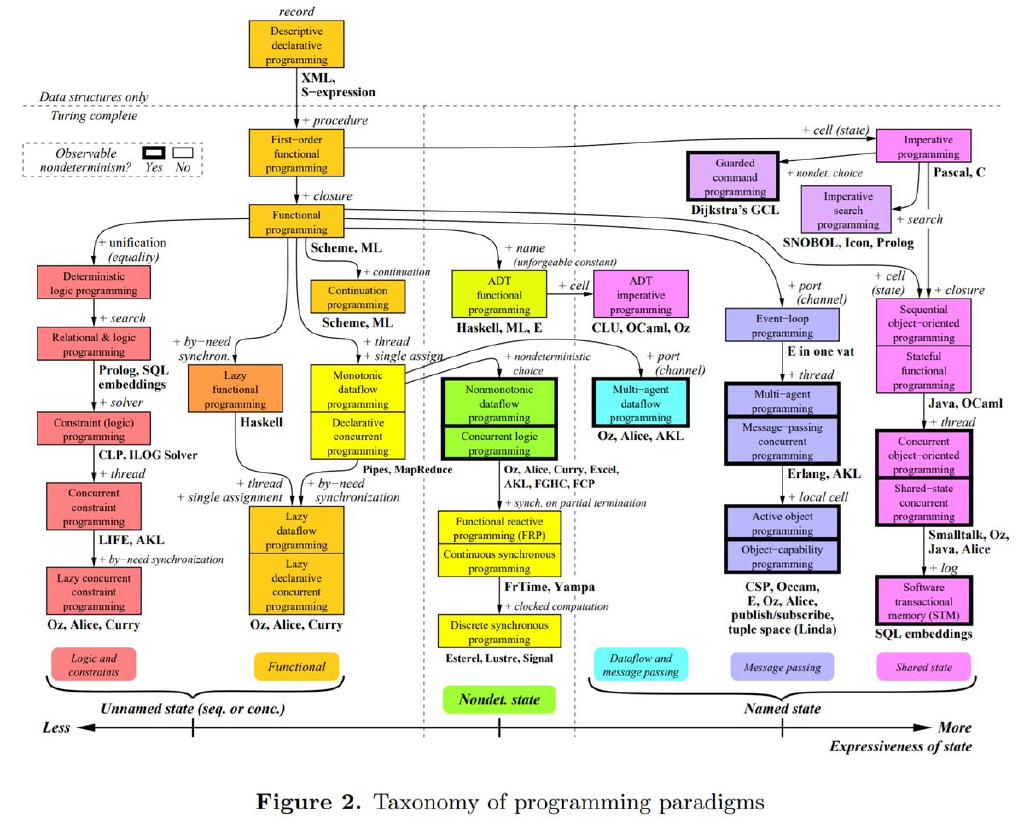 record
Descriptive
declarative
programming
XML,
S−expression
Data structures only
Turing complete
+ procedure
+ cell (state)
Observable
nondeterminism?
Yes
No
First−order
functional
programming
Imperative
programming
Pascal, C
Guarded
command
programming
+ nondet. choice
Dijkstra's GCL
Imperative
search
programming
+ search
SNOBOL, Icon, Prolog
+ closure
Functional
programming
Scheme, ML
+ unification
(equality)
+ continuation
+ name
(unforgeable constant)
+ port
(channel)
+ cell
(state)
+ closure
Deterministic
logic programming
Continuation
programming
Scheme, ML
ADT
functional
programming
+ cell
ADT
imperative
programming
Haskell, ML, E
CLU, OCaml, Oz
Event−loop
programming
E in one vat
Sequential
object−oriented
programming
Stateful
functional
programming
Java, OCaml
+ search
Relational & logic
programming
Prolog, SQL
embeddings
+ by−need
synchron.
+ thread
+ single assign.
+ nondeterministic
choice
+ port
(channel)
+ thread
Lazy
functional
programming
Haskell
Monotonic
dataflow
programming
Declarative
concurrent
programming
Pipes, MapReduce
Nonmonotonic
dataflow
programming
Concurrent logic
programming
Oz, Alice, Curry, Excel,
AKL, FGHC, FCP
Multi−agent
dataflow
programming
Oz, Alice, AKL
Multi−agent
programming
Message−passing
concurrent
programming
Erlang, AKL
+ thread
Concurrent
object−oriented
programming
Shared−state
concurrent
programming
Smalltalk, Oz,
Java, Alice
+ solver
Constraint (logic)
programming
CLP, ILOG Solver
+ thread
Concurrent
constraint
programming
LIFE, AKL
+ by−need synchronization
Lazy concurrent
constraint
programming
Oz, Alice, Curry
+ thread
+ single assignment
+ by−need
synchronization
Lazy
dataflow
programming
Lazy
declarative
concurrent
programming
Oz, Alice, Curry
+ synch. on partial termination
Functional reactive
programming (FRP)
Continuous synchronous
programming
FrTime, Yampa
+ clocked computation
Discrete synchronous
programming
Esterel, Lustre, Signal
+ local cell
Active object
programming
Object−capability
programming
CSP, Occam,
E, Oz, Alice,
publish/subscribe,
tuple space (Linda)
+ log
Software
transactional
memory (STM)
SQL embeddings
Logic and
constraints
Functional
Nondet. state
Dataflow and
message passing
Message passing
Shared state
Unnamed state (seq. or conc.)
Named state
Less
More
Expressiveness of state
Figure 2. Taxonomy of programming paradigms